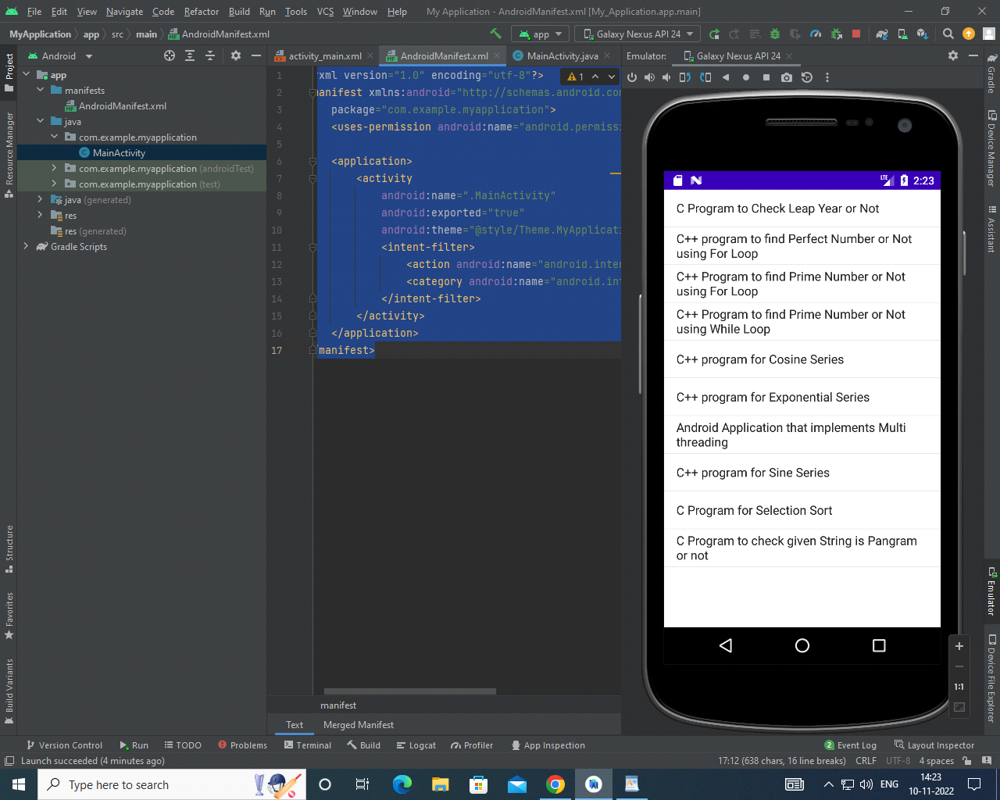 File Edit View Navigate Code Refactor Build Run Tools VCS Window Help My Application - AndroidManifest.xml [My_Application.app.main]
MyApplication app src main AndroidManifest.xml app Galaxy Nexus API 24
Project
Android
app
manifests
AndroidManifest.xml
java
com.example.myapplication
MainActivity
com.example.myapplication (androidTest)
com.example.myapplication (test)
java (generated)
res
res (generated)
Gradle Scripts
Resource Manager
Structure
Favorites
Build Variants
activity_main.xml AndroidManifest.xml MainActivity.java
1 ?xml version="1.0" encoding="utf-8"?> 1
2 manifest xmlns:android="http://schemas.android.co
3 package="com.example.myapplication">
4 <uses-permission android:name="android.permissi
5
6 <application>
7 <activity
8 android:name=".MainActivity"
9 android:exported="true"
10 android:theme="@style/Theme.MyApplicati
11 <intent-filter>
12 <action android:name="android.inter
13 <category android:name="android.int
14 </intent-filter>
15 </activity>
16 </application>
17 manifest>
manifest
Text Merged Manifest
Emulator: Galaxy Nexus API 24
LTE 2:23
C Program to Check Leap Year or Not
C++ program to find Perfect Number or Not
using For Loop
C++ Program to find Prime Number or Not
using For Loop
C++ Program to find Prime Number or Not
using While Loop
C++ program for Cosine Series
C++ program for Exponential Series
Android Application that implements Multi
threading
C++ program for Sine Series
C Program for Selection Sort
C Program to check given String is Pangram
or not
1:1
Gradle
Device Manager
Assistant
Emulator
Device File Explorer
Version Control Run TODO Problems Terminal Build Logcat Profiler App Inspection 2 Event Log Layout Inspector
Launch succeeded (4 minutes ago) 17:12 (638 chars, 16 line breaks) CRLF UTF-8 4 spaces
Type here to search ENG 14:23
10-11-2022